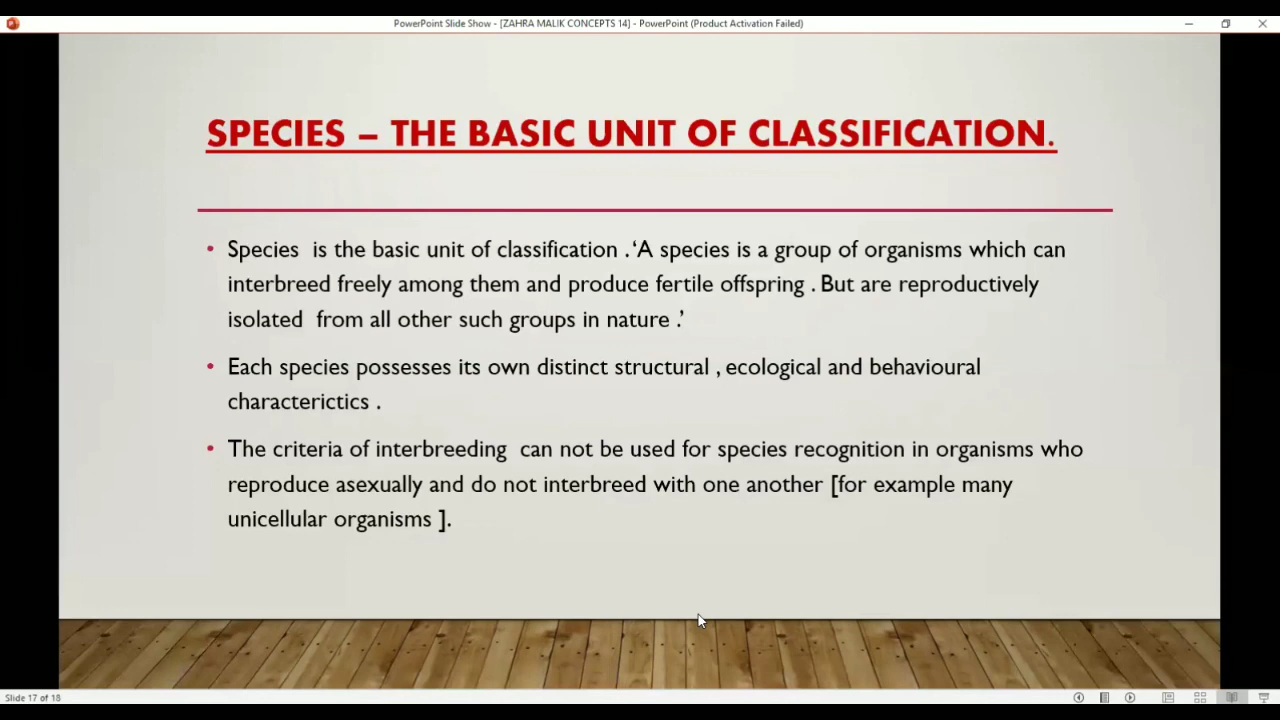 PowerPoint Slide Show - [ZAHRA MALIK CONCEPTS 14] - PowerPoint (Product Activation Failed)
SPECIES – THE BASIC UNIT OF CLASSIFICATION.
• Species is the basic unit of classification . ‘A species is a group of organisms which can
interbreed freely among them and produce fertile offspring . But are reproductively
isolated from all other such groups in nature .’
• Each species possesses its own distinct structural , ecological and behavioural
charaterictics .
• The criteria of interbreeding can not be used for species recognition in organisms who
reproduce asexually and do not interbreed with one another [for example many
unicellular organisms ].
Slide 17 of 18